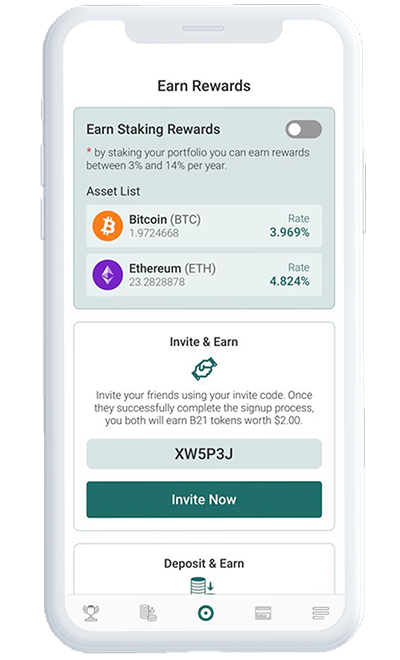 Earn Rewards
Earn Staking Rewards
* by staking your portfolio you can earn rewards
between 3% and 14% per year.
Asset List
Bitcoin (BTC) Rate
1.9724668 3.969%
Ethereum (ETH) Rate
23.2828878 4.824%
Invite & Earn
Invite your friends using your invite code. Once
they successfully complete the signup process,
you both will earn B21 tokens worth $2.00.
XW5P3J
Invite Now
Deposit & Earn